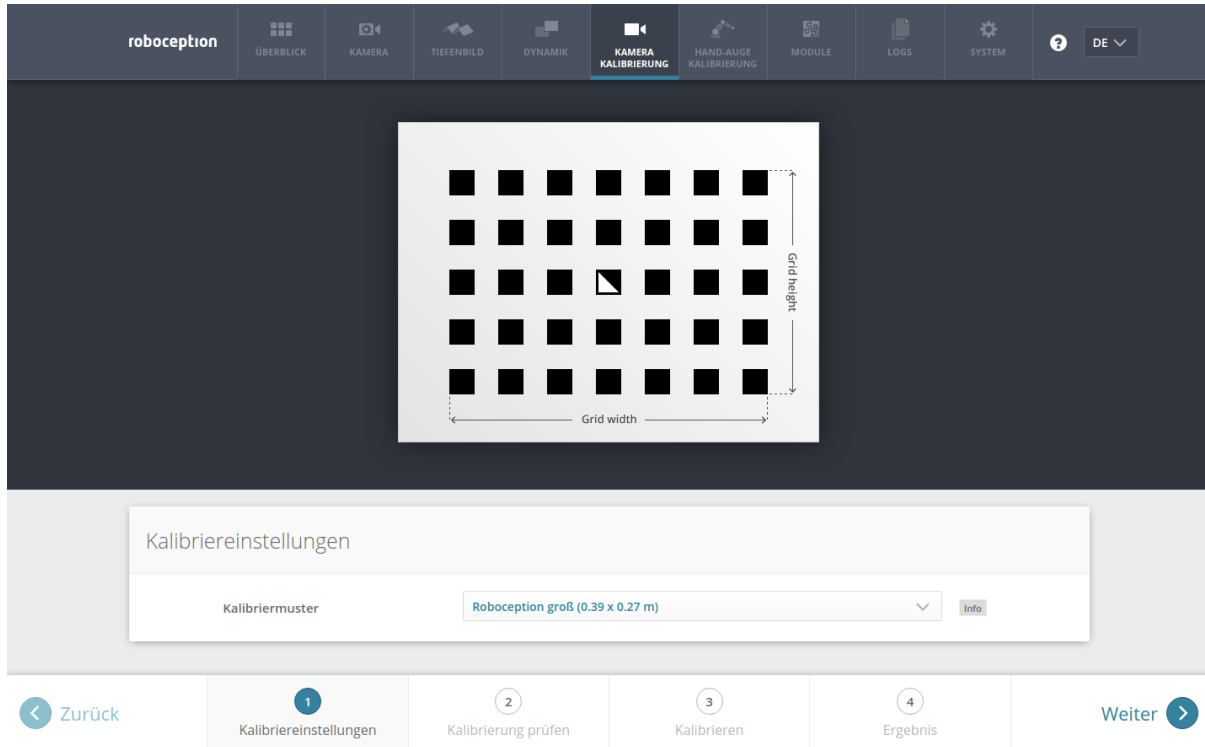 roboception
ÜBERBLICK
KAMERA
TIEFENBILD
DYNAMIK
KAMERA
KALIBRIERUNG
HAND-AUGE
KALIBRIERUNG
MODULE
LOGS
SYSTEM
?
DE
Grid height
Grid width
Kalibriereinstellungen
Kalibriermuster
Roboception groß (0.39 x 0.27 m)
Info
Zurück
1
Kalibriereinstellungen
2
Kalibrierung prüfen
3
Kalibrieren
4
Ergebnis
Weiter